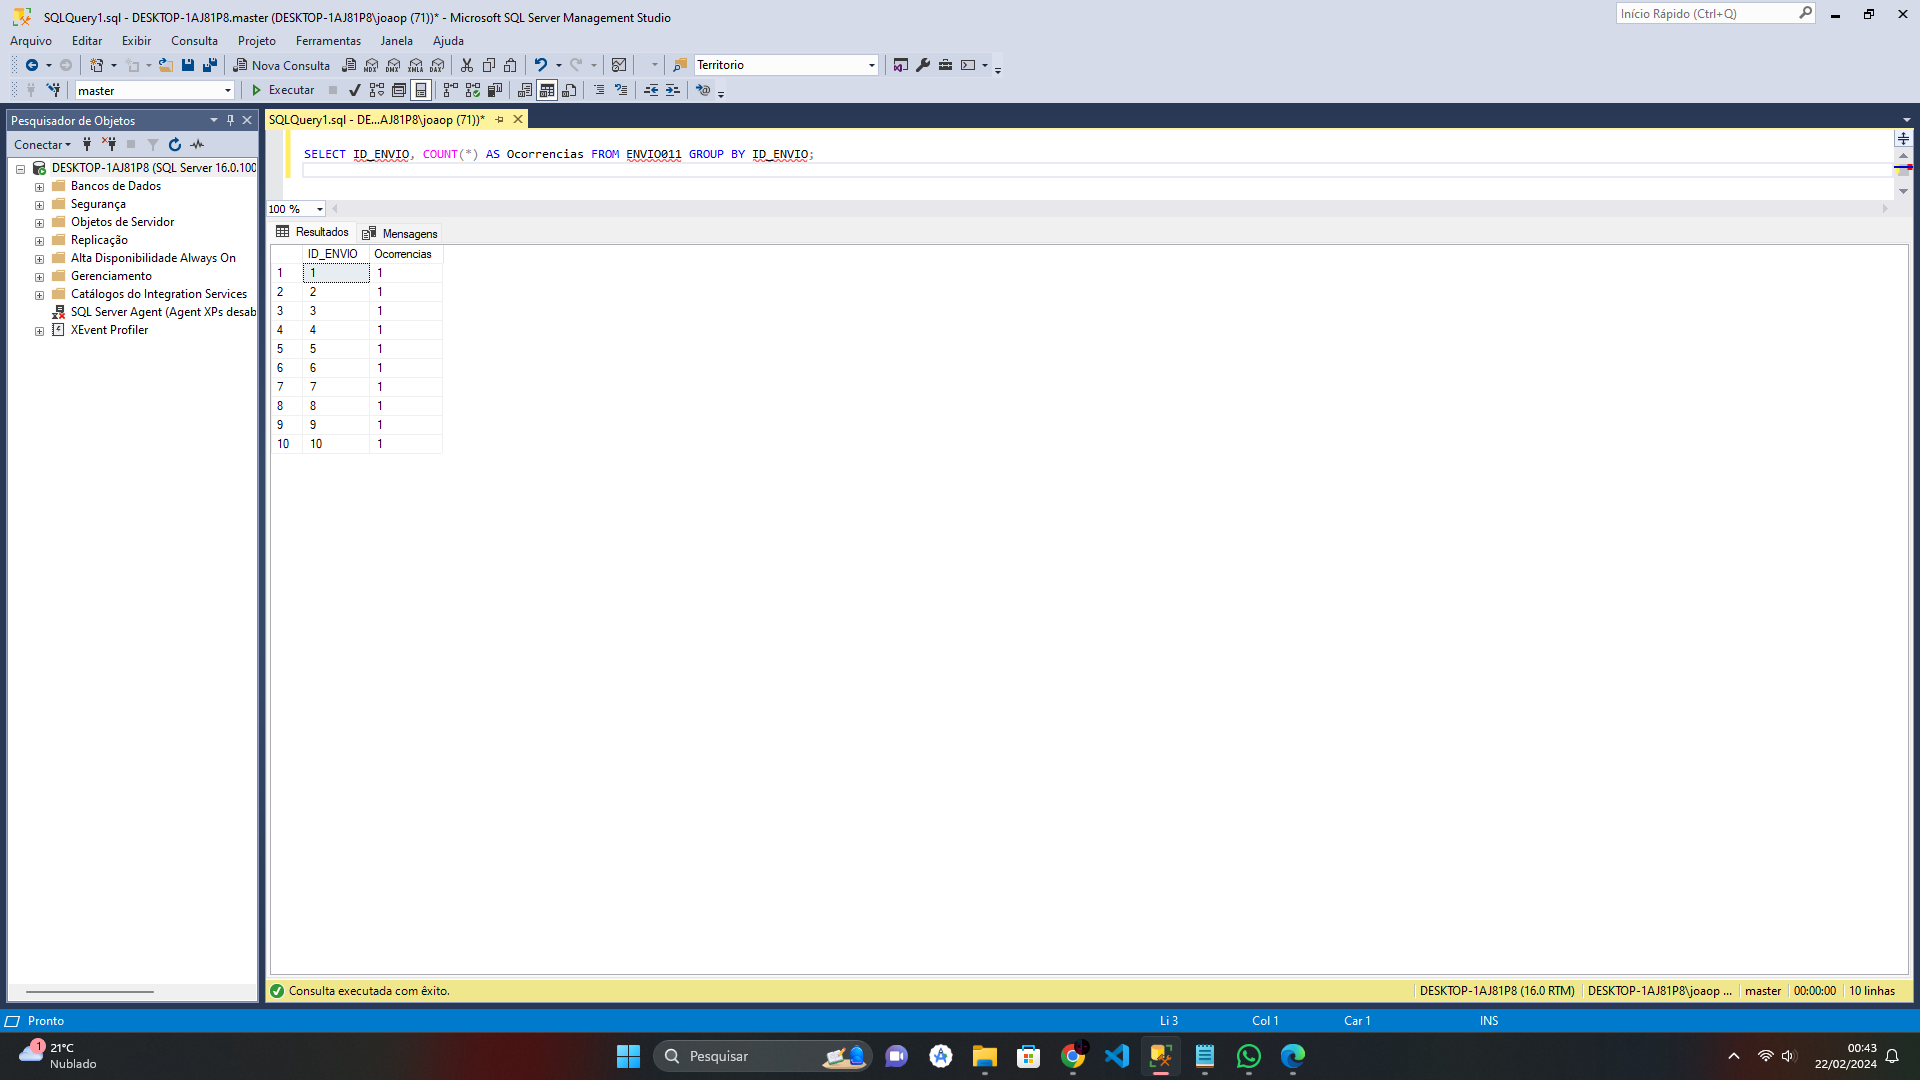 SQLQuery1.sql - DESKTOP-1AJ81P8.master (DESKTOP-1AJ81P8\joaop (71))* - Microsoft SQL Server Management Studio
Início Rápido (Ctrl+Q)
Arquivo Editar Exibir Consulta Projeto Ferramentas Janela Ajuda
Nova Consulta MDX DMX XMLA DAX Territorio
master Executar
Pesquisador de Objetos
SQLQuery1.sql - DE...AJ81P8\joaop (71))*
Conectar
DESKTOP-1AJ81P8 (SQL Server 16.0.100
Bancos de Dados
Segurança
Objetos de Servidor
Replicação
Alta Disponibilidade Always On
Gerenciamento
Catálogos do Integration Services
SQL Server Agent (Agent XPs desab
XEvent Profiler
SELECT ID_ENVIO, COUNT(*) AS Ocorrencias FROM ENVIO011 GROUP BY ID_ENVIO;
100 %
Resultados Mensagens
ID_ENVIO Ocorrencias
1 1 1
2 2 1
3 3 1
4 4 1
5 5 1
6 6 1
7 7 1
8 8 1
9 9 1
10 10 1
Consulta executada com êxito. DESKTOP-1AJ81P8 (16.0 RTM) DESKTOP-1AJ81P8\joaop ... master 00:00:00 10 linhas
Pronto Li 3 Col 1 Car 1 INS
1
21°C
Nublado
Pesquisar
00:43
22/02/2024